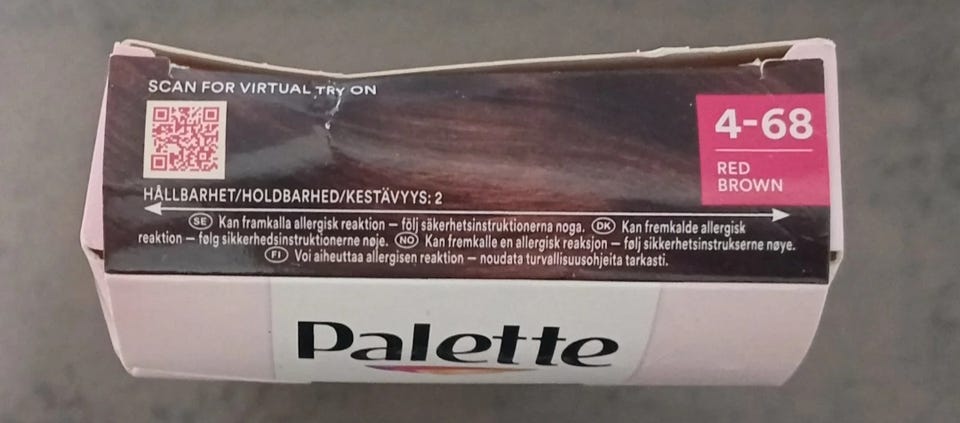 SCAN FOR VIRTUAL TRY ON
4-68
RED
BROWN
HÅLLBARHET/HOLDBARHED/KESTÄVYYS: 2
SE Kan framkalla allergisk reaktion – följ säkerhetsinstruktionerna noga. DK Kan fremkalde allergisk
reaktion – følg sikkerhedsinstruktionerne nøje. NO Kan fremkalle en allergisk reaksjon – følg sikkerhetsinstruksene nøye.
FI Voi aiheuttaa allergisen reaktion – noudata turvallisuusohjeita tarkasti.
Palette